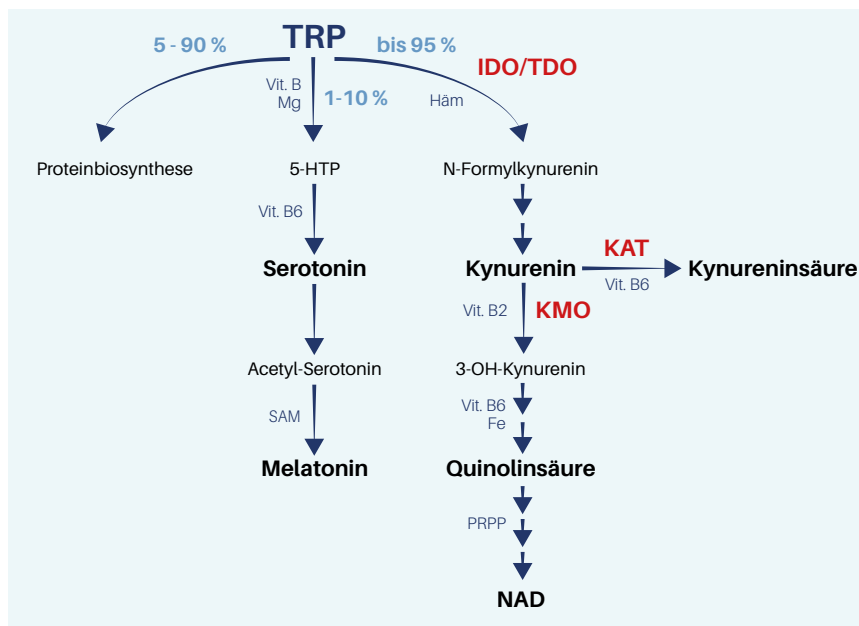 TRP
5 - 90 %
bis 95 %
IDO/TDO
Vit. B
Mg
1-10 %
Häm
Proteinbiosynthese
5-HTP
N-Formylkynurenin
Vit. B6
Serotonin
Kynurenin
KAT
Vit. B6
Kynureninsäure
Vit. B2
KMO
Acetyl-Serotonin
3-OH-Kynurenin
SAM
Vit. B6
Fe
Melatonin
Quinolinsäure
PRPP
NAD